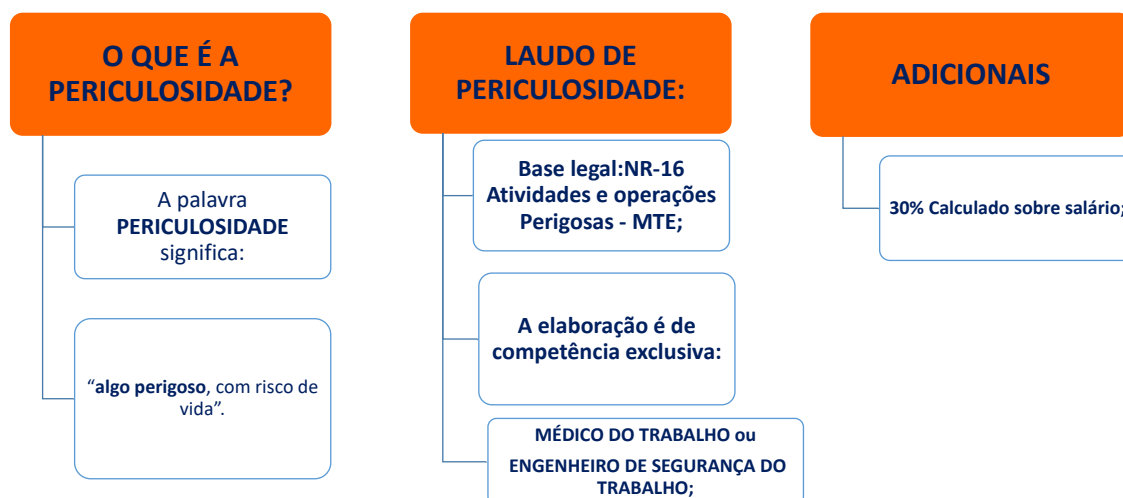 O QUE É A
PERICULOSIDADE?
A palavra
PERICULOSIDADE
significa:
“algo perigoso, com risco de
vida”.
LAUDO DE
PERICULOSIDADE:
Base legal:NR-16
Atividades e operações
Perigosas - MTE;
A elaboração é de
competência exclusiva:
MÉDICO DO TRABALHO ou
ENGENHEIRO DE SEGURANÇA DO
TRABALHO;
ADICIONAIS
30% Calculado sobre salário;